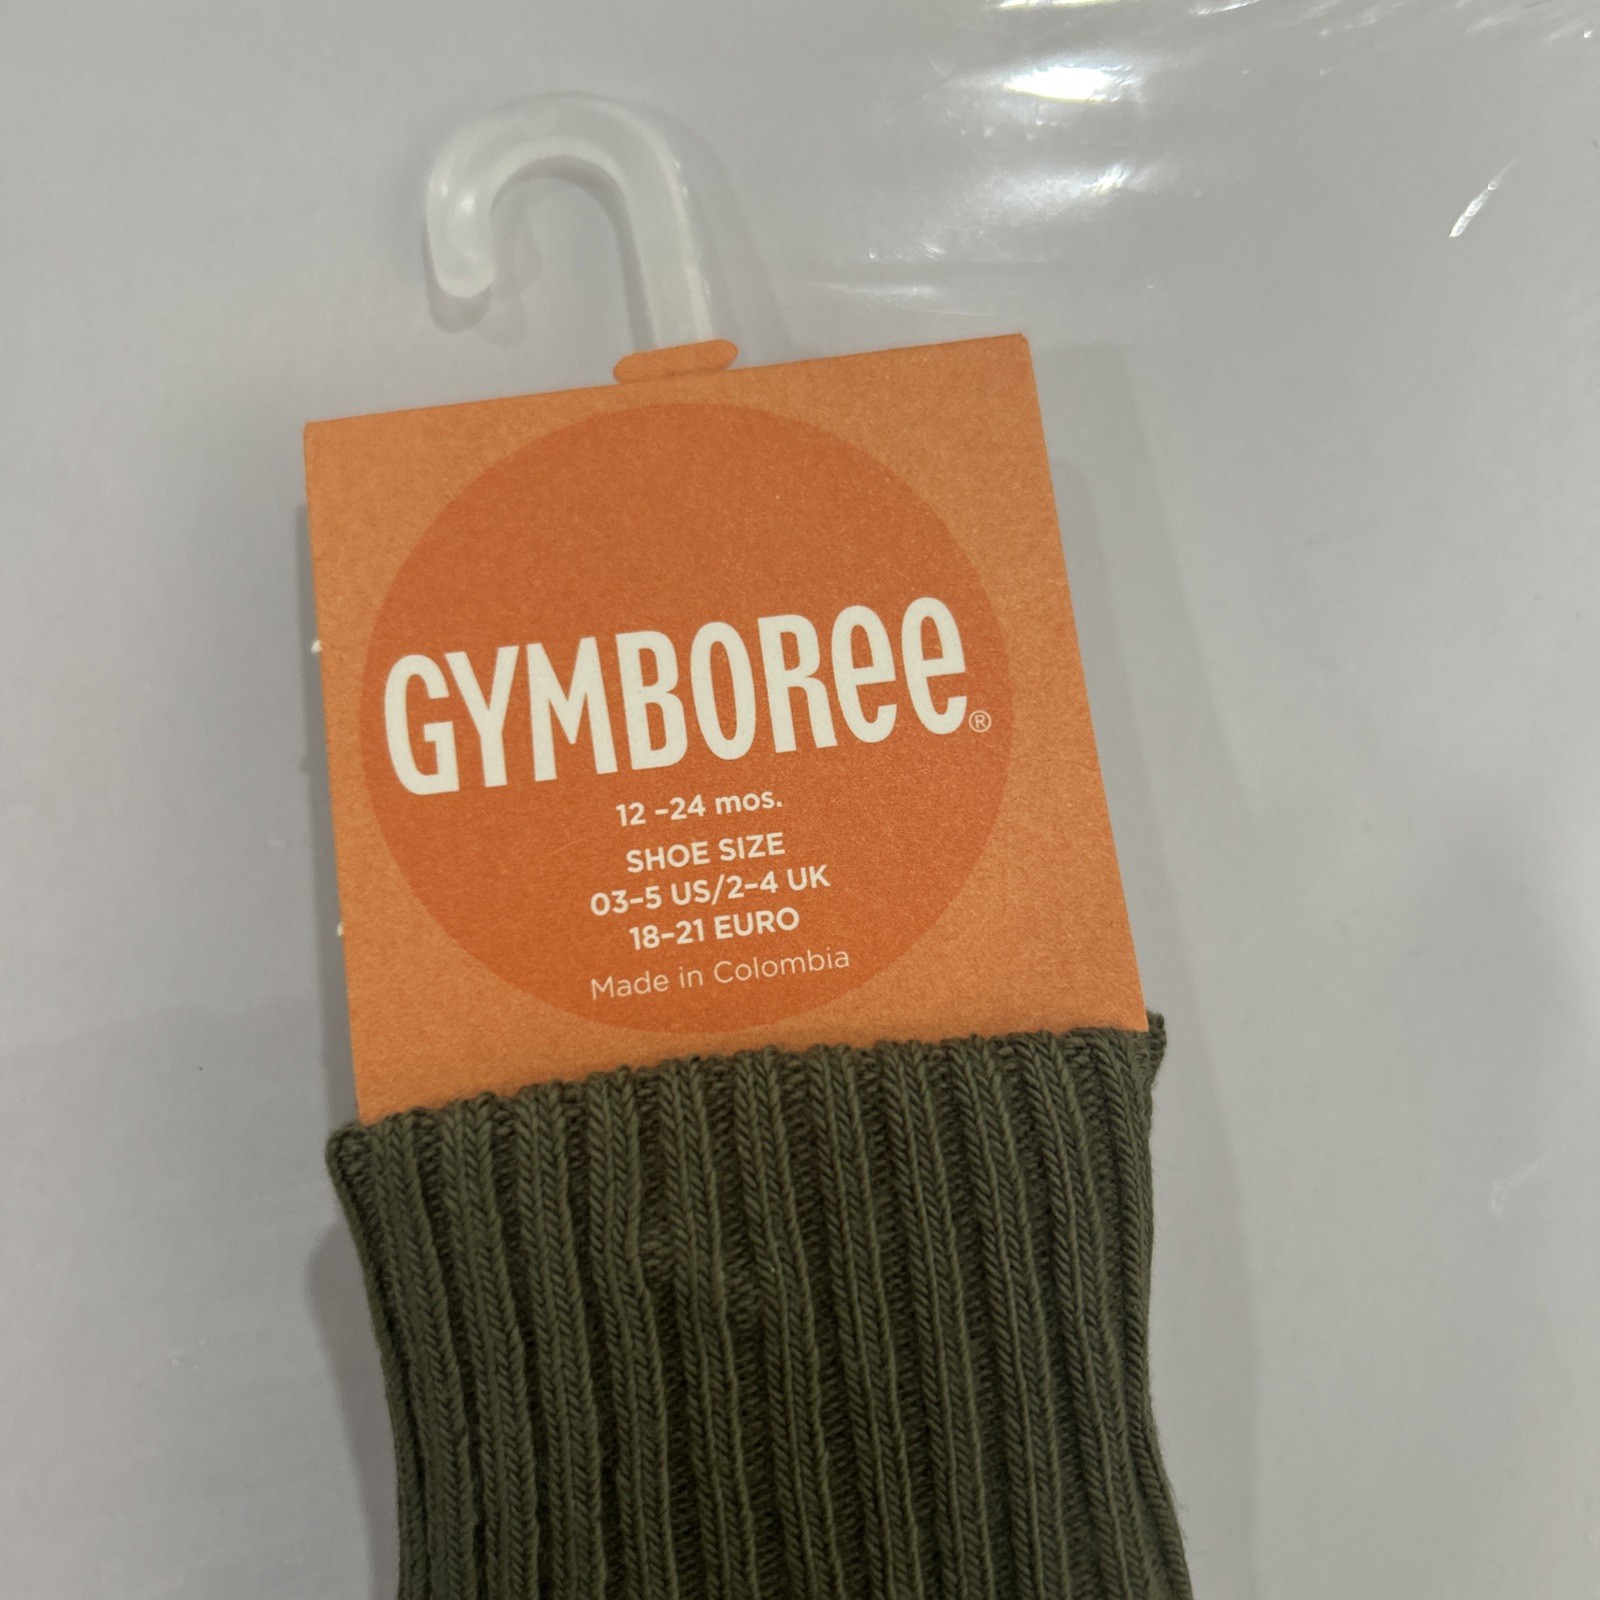 GYMBOREE®
12 -24 mos.
SHOE SIZE
03-5 US/2-4 UK
18-21 EURO
Made in Colombia